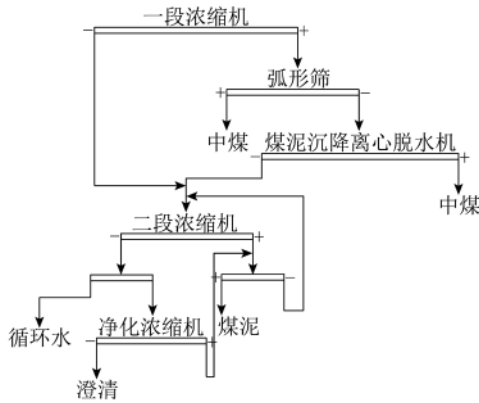 一段浓缩机
− +
弧形筛
+ −
中煤 煤泥沉降离心脱水机
− +
中煤
二段浓缩机
− +
+ −
循环水 净化浓缩机 煤泥
− +
澄清